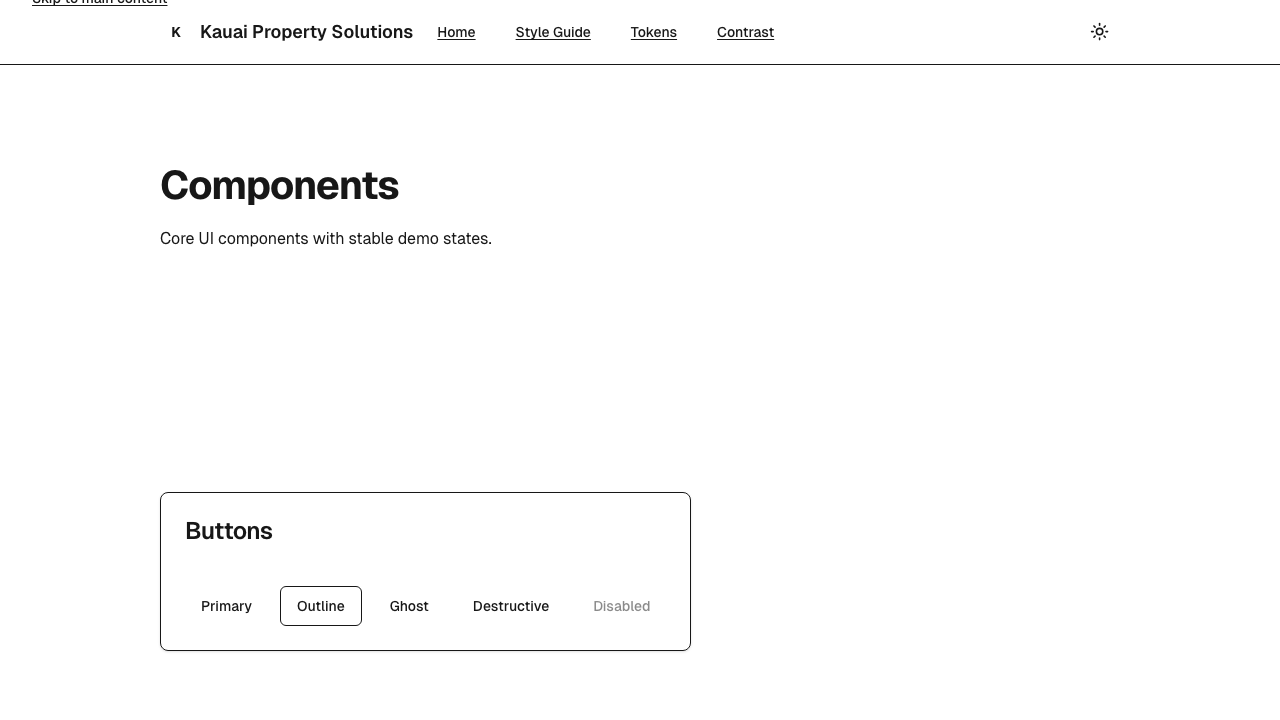 Skip to main content
K Kauai Property Solutions Home Style Guide Tokens Contrast
Components
Core UI components with stable demo states.
Buttons
Primary Outline Ghost Destructive Disabled